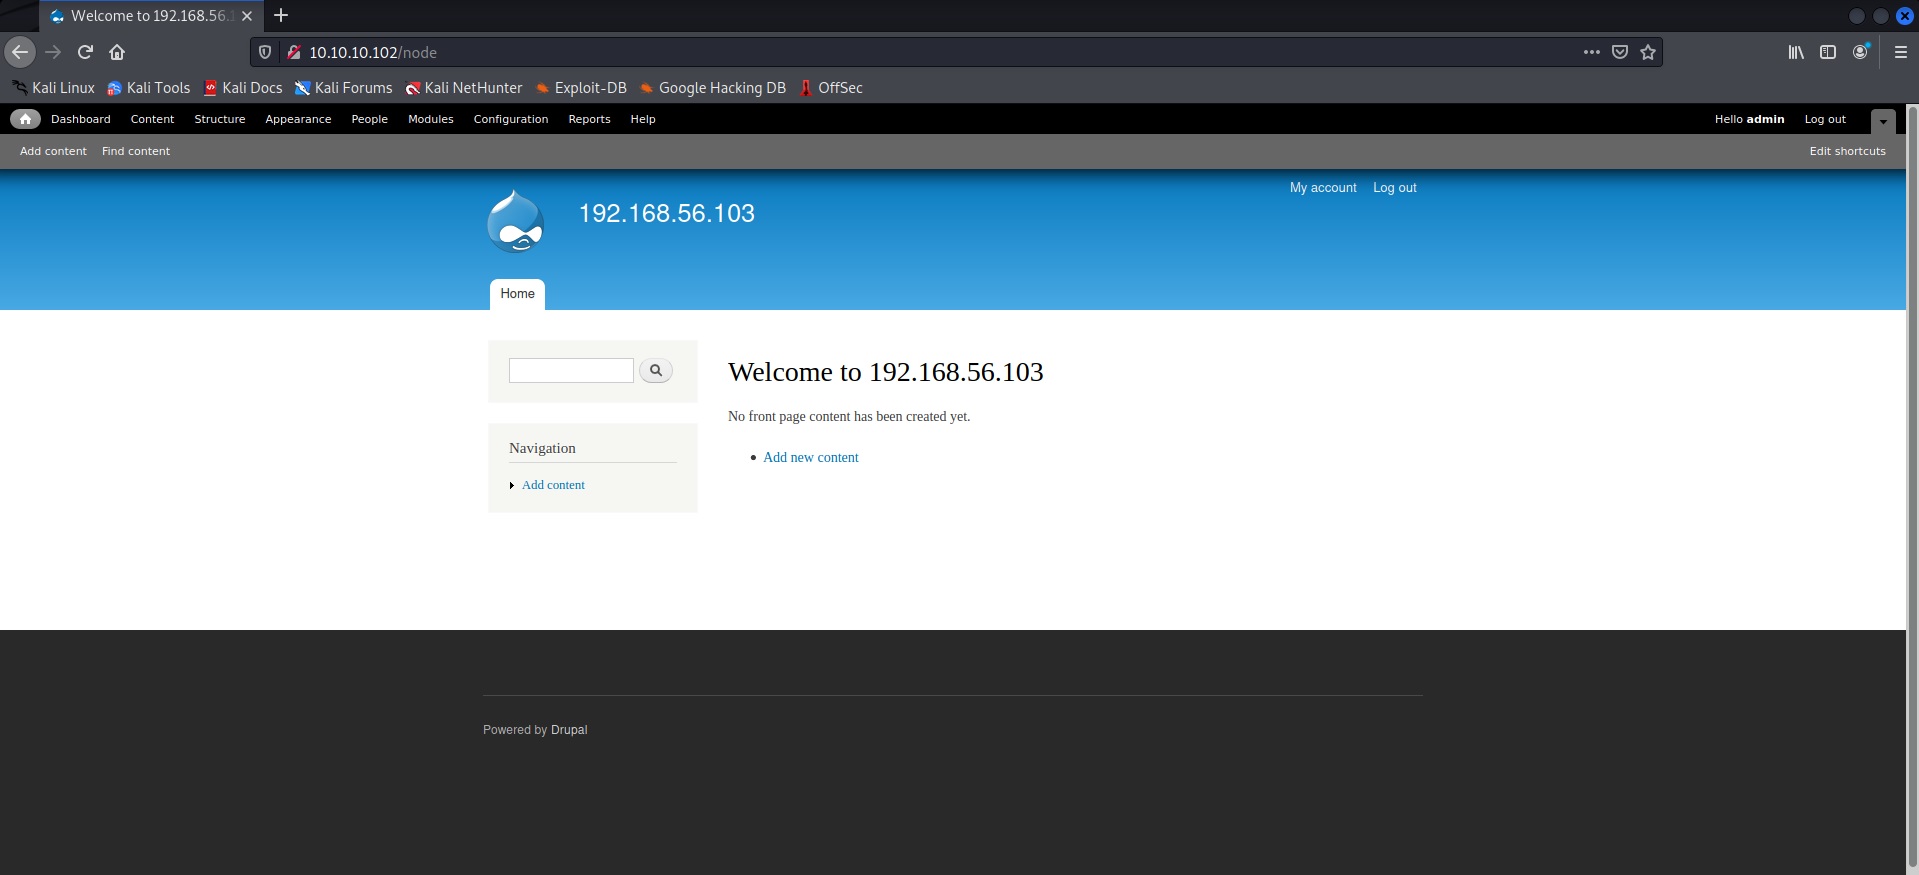 Welcome to 192.168.56.1
10.10.10.102/node
Kali Linux Kali Tools Kali Docs Kali Forums Kali NetHunter Exploit-DB Google Hacking DB OffSec
Dashboard Content Structure Appearance People Modules Configuration Reports Help Hello admin Log out
Add content Find content Edit shortcuts
My account Log out
192.168.56.103
Home
Welcome to 192.168.56.103
No front page content has been created yet.
Add new content
Navigation
Add content
Powered by Drupal